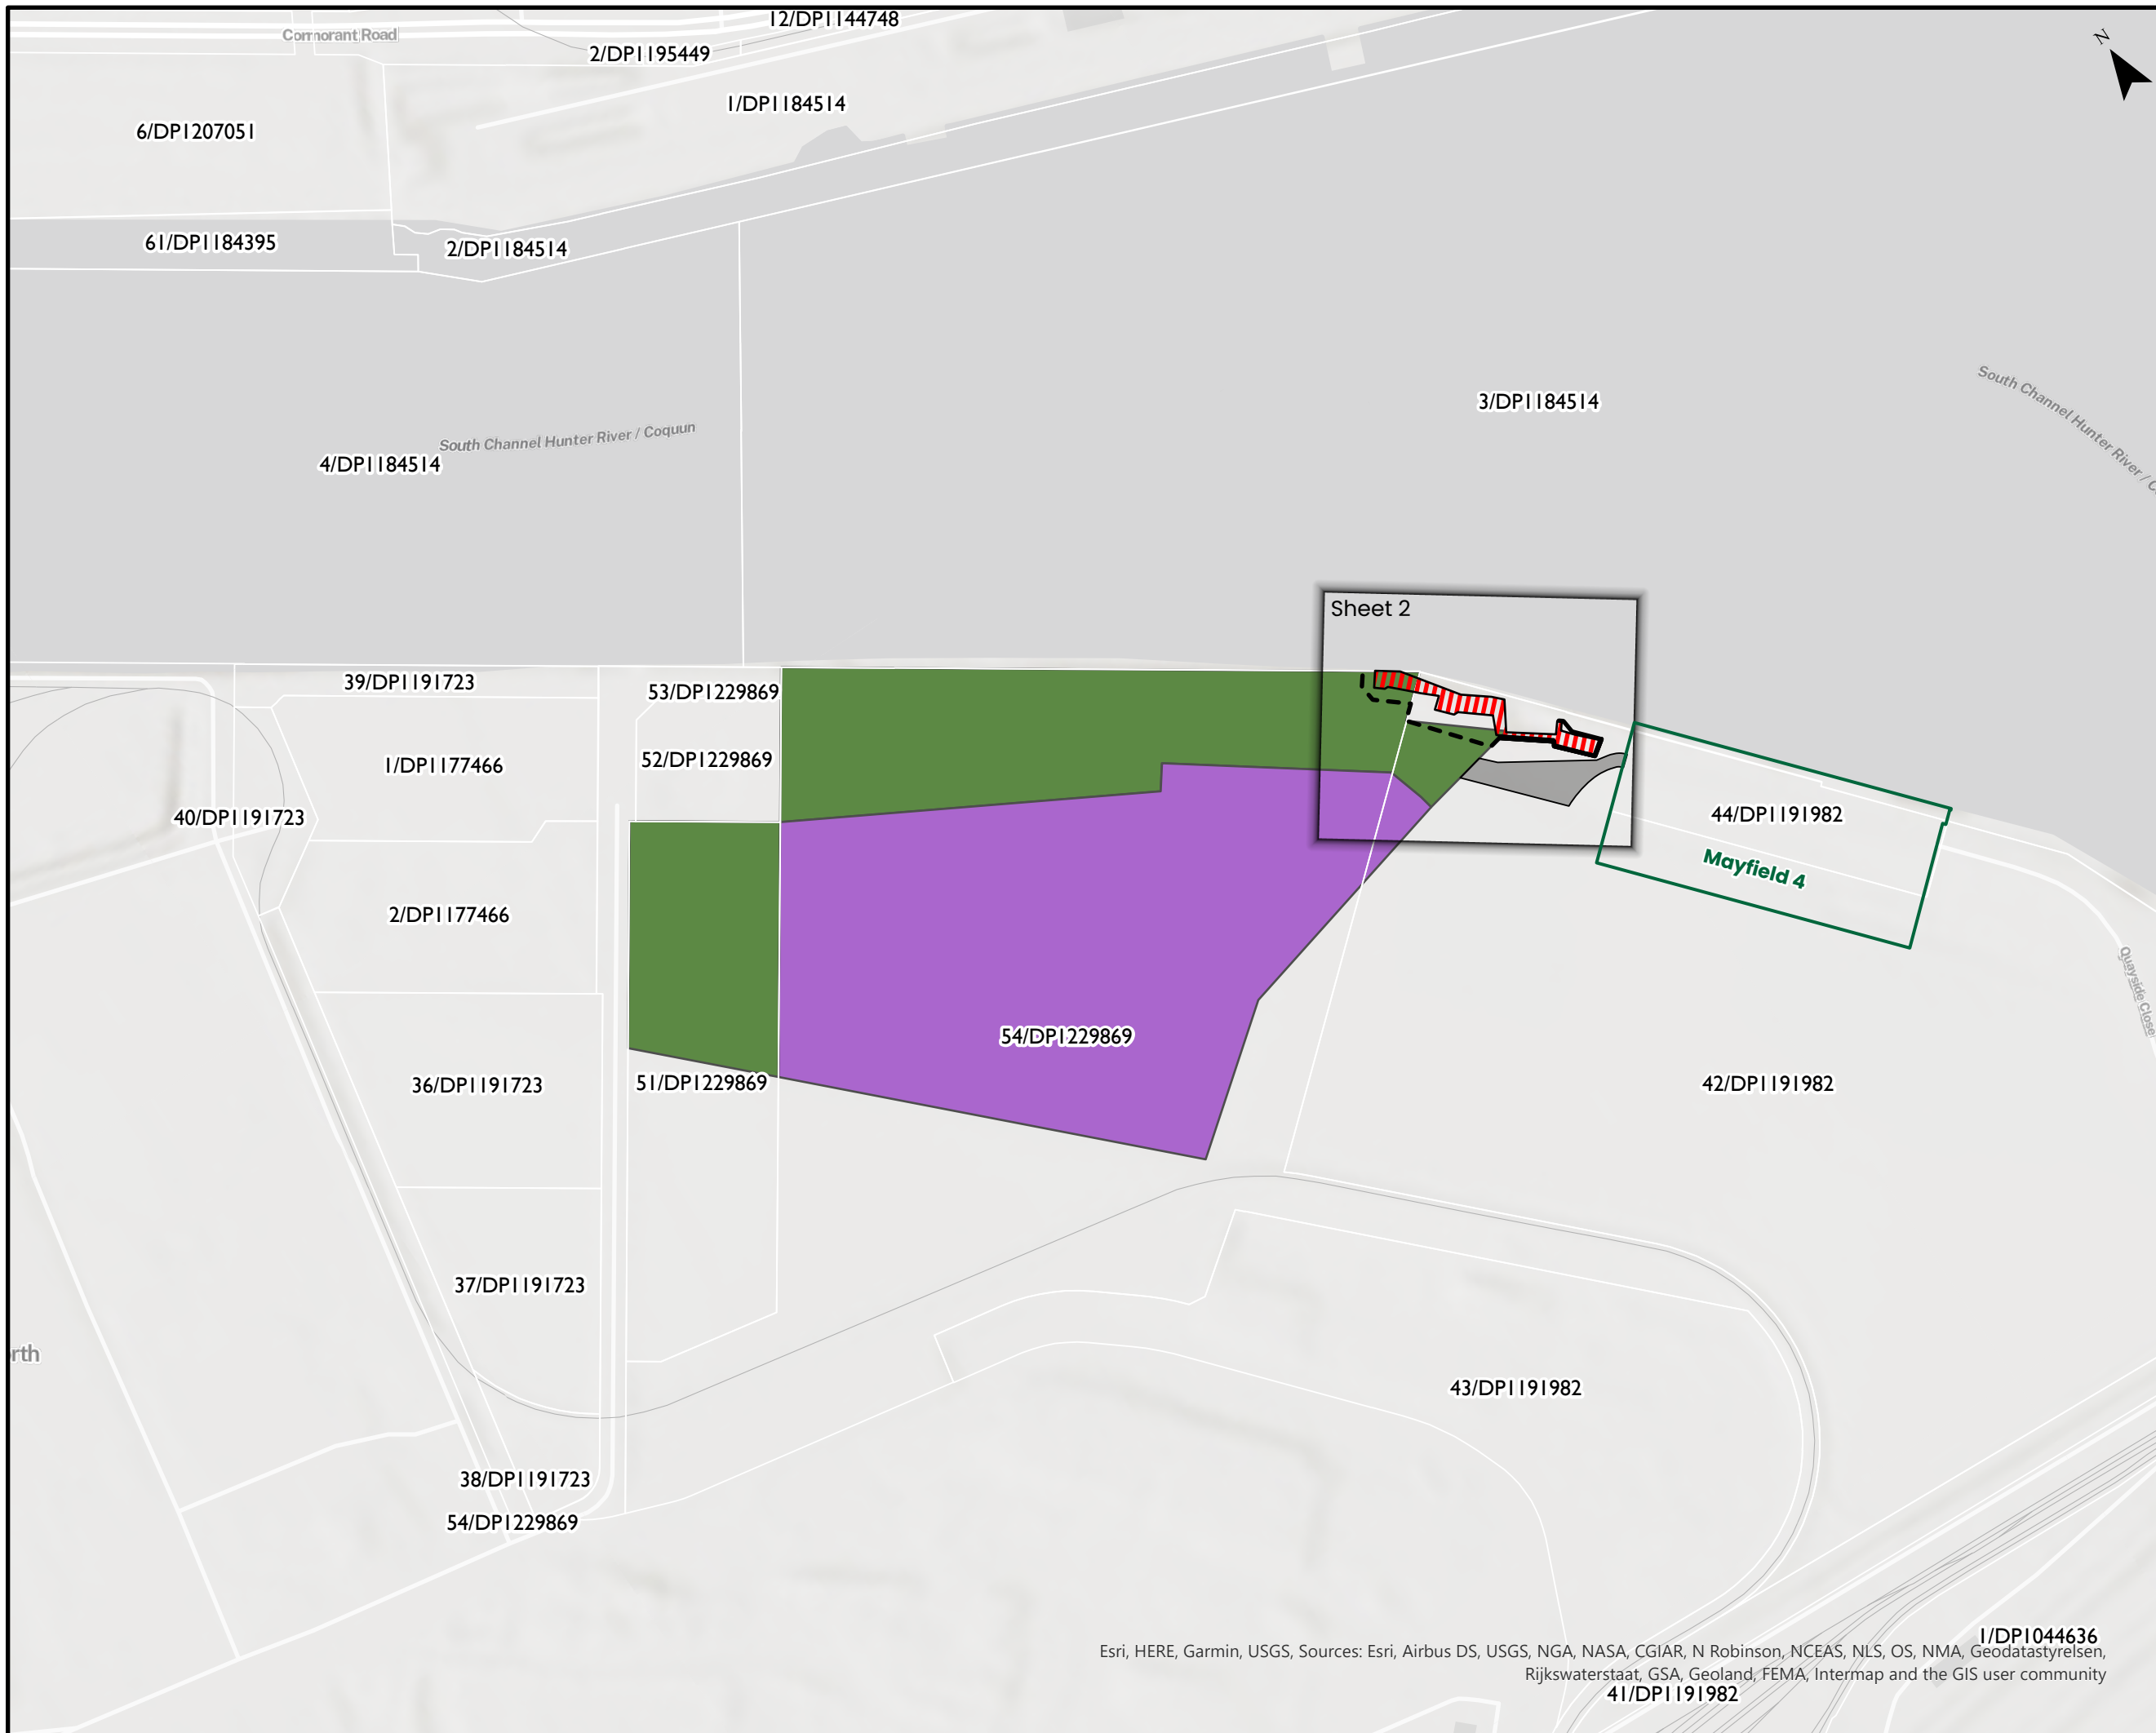 12/DP1144748
Cormorant Road
N
2/DP1195449
1/DP1184514
6/DP1207051
61/DP1184395
2/DP1184514
South Channel Hunter River / Coquun
3/DP1184514
South Channel Hunter River / C
4/DP1184514
Sheet 2
39/DP1191723
53/DP1229869
1/DP1177466
52/DP1229869
40/DP1191723
44/DP1191982
Mayfield 4
2/DP1177466
Quayside Close
54/DP1229869
36/DP1191723
51/DP1229869
42/DP1191982
37/DP1191723
rth
43/DP1191982
38/DP1191723
54/DP1229869
1/DP1044636
Esri, HERE, Garmin, USGS, Sources: Esri, Airbus DS, USGS, NGA, NASA, CGIAR, N Robinson, NCEAS, NLS, OS, NMA, Geodatastyrelsen,
Rijkswaterstaat, GSA, Geoland, FEMA, Intermap and the GIS user community
41/DP1191982